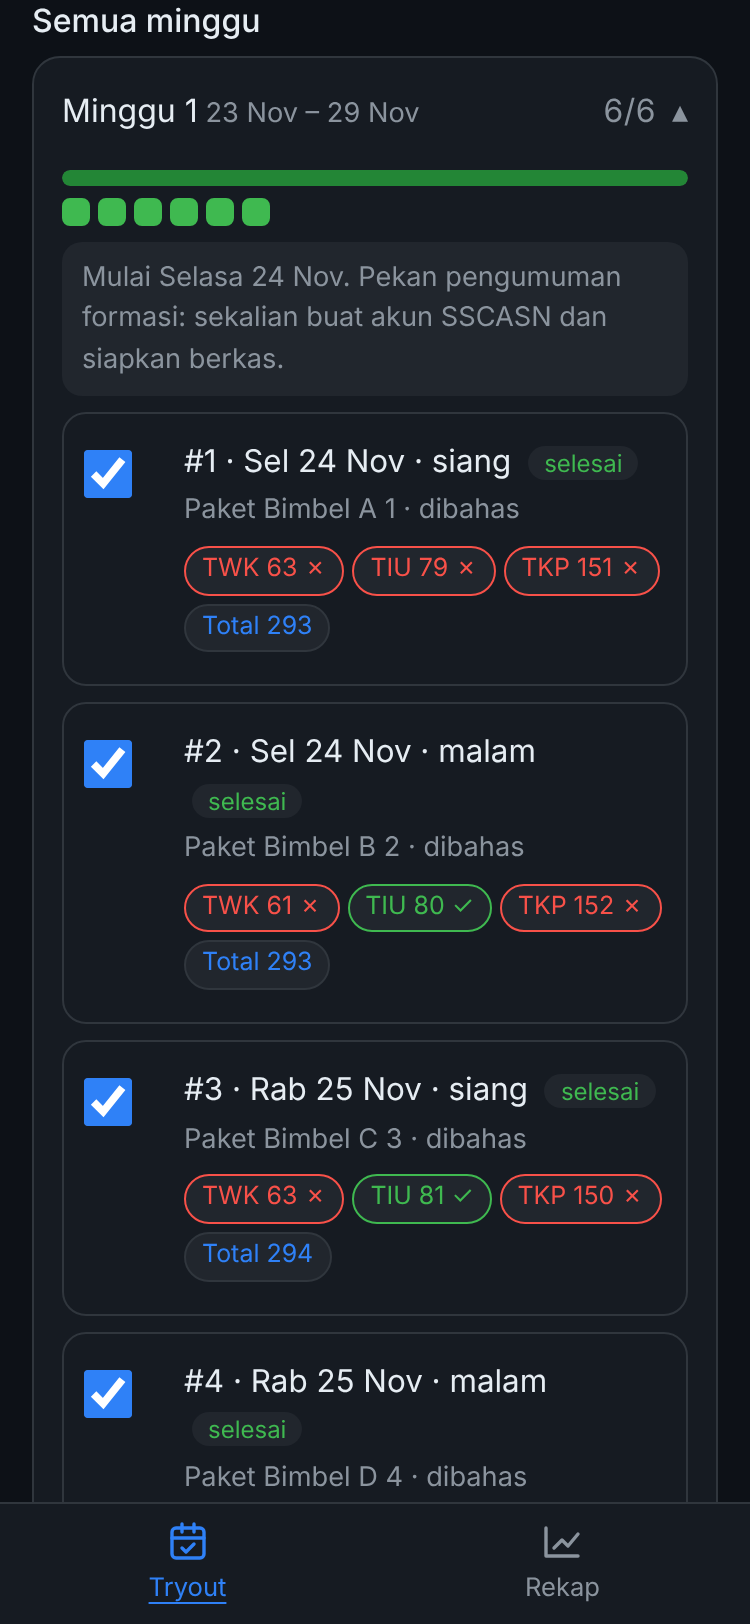 Semua minggu
Minggu 1 23 Nov – 29 Nov 6/6 ▲
Mulai Selasa 24 Nov. Pekan pengumuman
formasi: sekalian buat akun SSCASN dan
siapkan berkas.
#1 · Sel 24 Nov · siang selesai
Paket Bimbel A 1 · dibahas
TWK 63 × TIU 79 × TKP 151 ×
Total 293
#2 · Sel 24 Nov · malam
selesai
Paket Bimbel B 2 · dibahas
TWK 61 × TIU 80 ✓ TKP 152 ×
Total 293
#3 · Rab 25 Nov · siang selesai
Paket Bimbel C 3 · dibahas
TWK 63 × TIU 81 ✓ TKP 150 ×
Total 294
#4 · Rab 25 Nov · malam
selesai
Paket Bimbel D 4 · dibahas
Tryout Rekap